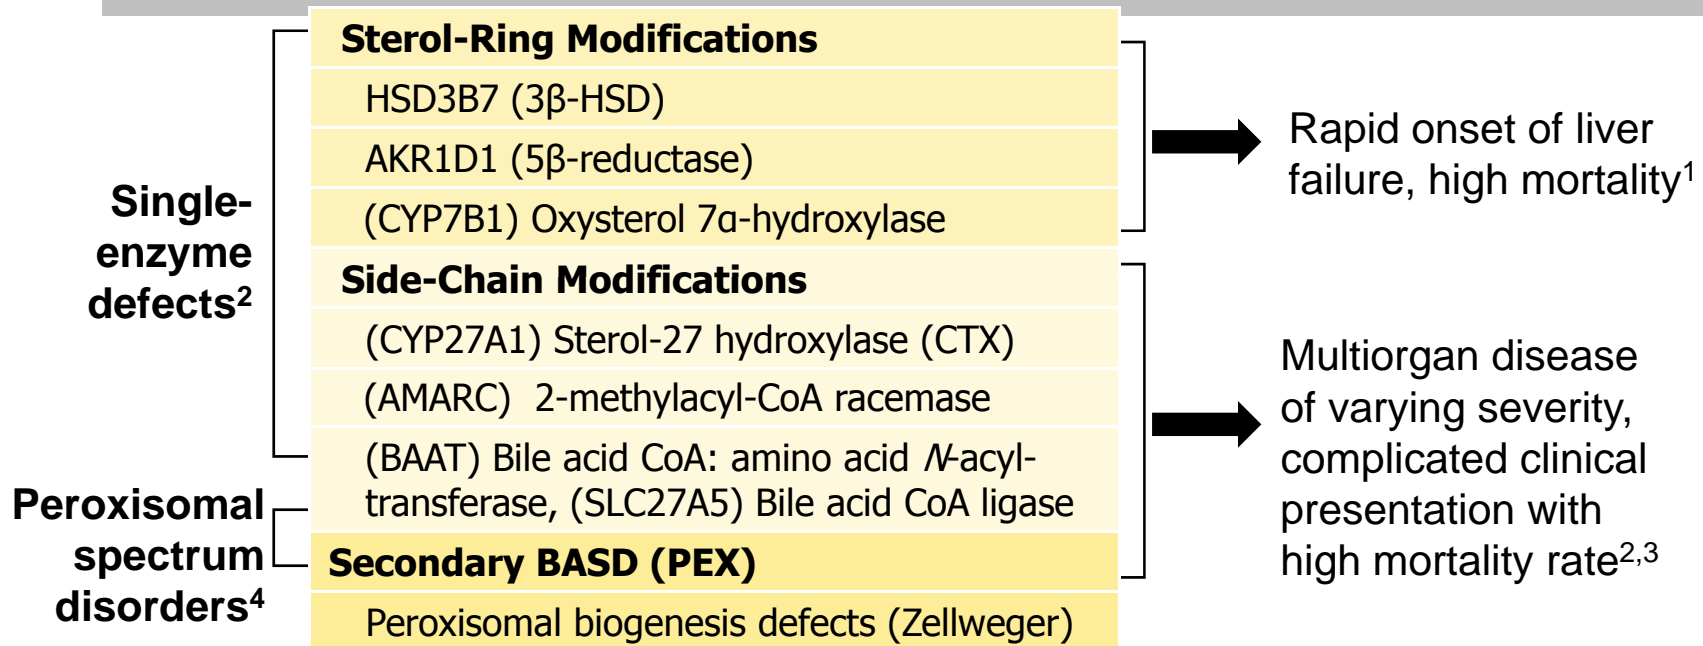 Single-
enzyme
defects2
Peroxisomal
spectrum
disorders4
Sterol-Ring Modifications
HSD3B7 (3β-HSD)
AKR1D1 (5β-reductase)
(CYP7B1) Oxysterol 7α-hydroxylase
Side-Chain Modifications
(CYP27A1) Sterol-27 hydroxylase (CTX)
(AMARC) 2-methylacyl-CoA racemase
(BAAT) Bile acid CoA: amino acid N-acyl-
transferase, (SLC27A5) Bile acid CoA ligase
Secondary BASD (PEX)
Peroxisomal biogenesis defects (Zellweger)
Rapid onset of liver
failure, high mortality1
Multiorgan disease
of varying severity,
complicated clinical
presentation with
high mortality rate2,3